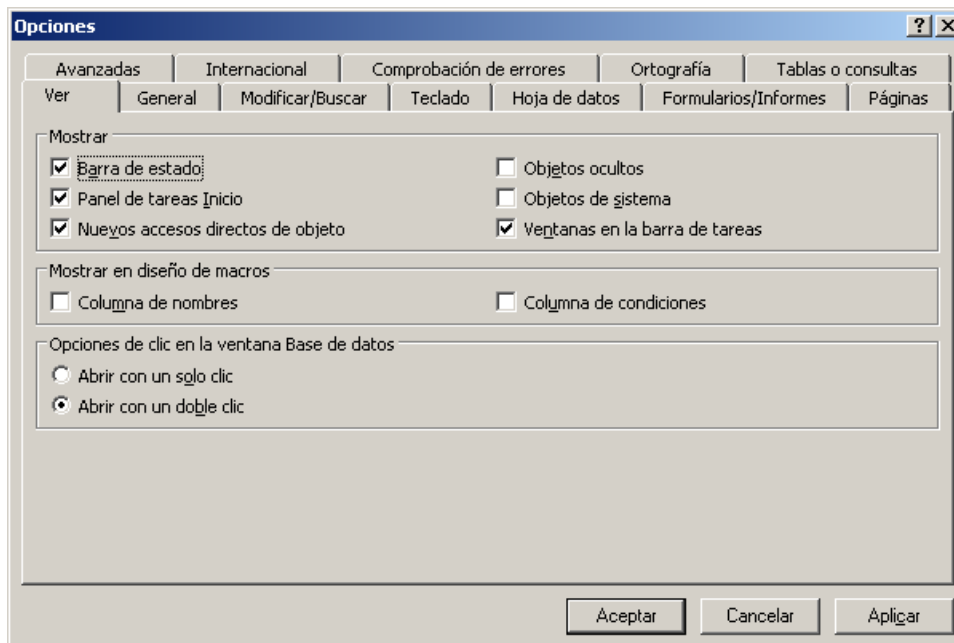 Opciones
Avanzadas Internacional Comprobación de errores Ortografía Tablas o consultas
Ver General Modificar/Buscar Teclado Hoja de datos Formularios/Informes Páginas
Mostrar
Barra de estado Objetos ocultos
Panel de tareas Inicio Objetos de sistema
Nuevos accesos directos de objeto Ventanas en la barra de tareas
Mostrar en diseño de macros
Columna de nombres Columna de condiciones
Opciones de clic en la ventana Base de datos
Abrir con un solo clic
Abrir con un doble clic
Aceptar Cancelar Aplicar